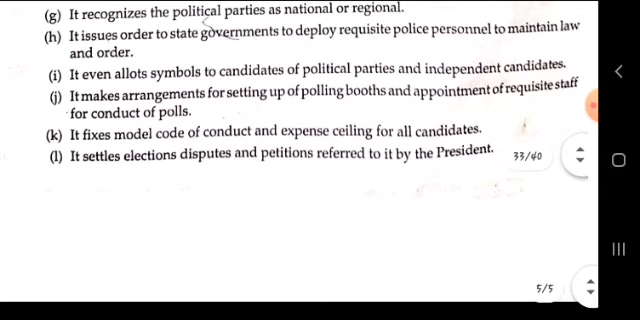 (g) It recognizes the political parties as national or regional.
(h) It issues order to state governments to deploy requisite police personnel to maintain law
and order.
(i) It even allots symbols to candidates of political parties and independent candidates.
(j) It makes arrangements for setting up of polling booths and appointment of requisite staff
for conduct of polls.
(k) It fixes model code of conduct and expense ceiling for all candidates.
(l) It settles elections disputes and petitions referred to it by the President.
33/40
5/5